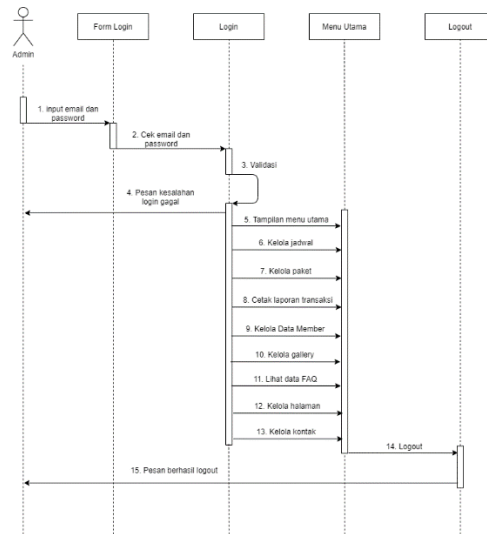 Form Login
Login
Menu Utama
Logout
Admin
1. input email dan
password
2. Cek email dan
password
3. Validasi
4. Pesan kesalahan
login gagal
5. Tampilan menu utama
6. Kelola jadwal
7. Kelola paket
8. Cetak laporan transaksi
9. Kelola Data Member
10. Kelola gallery
11. Lihat data FAQ
12. Kelola halaman
13. Kelola kontak
14. Logout
15. Pesan berhasil logout